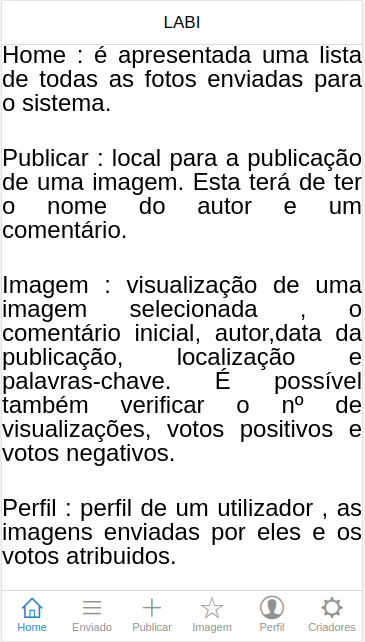 LABI
Home : é apresentada uma lista
de todas as fotos enviadas para
o sistema.
Publicar : local para a publicação
de uma imagem. Esta terá de ter
o nome do autor e um
comentário.
Imagem : visualização de uma
imagem selecionada , o
comentário inicial, autor,data da
publicação, localização e
palavras-chave. É possível
também verificar o nº de
visualizações, votos positivos e
votos negativos.
Perfil : perfil de um utilizador , as
imagens enviadas por eles e os
votos atribuidos.
Home Enviado Publicar Imagem Perfil Criadores